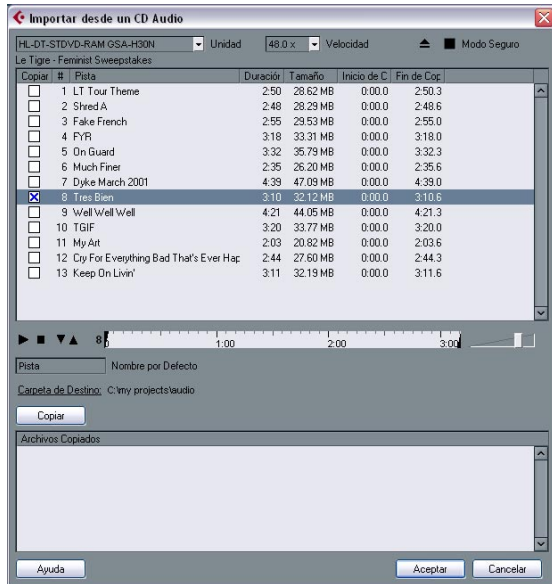 Importar desde un CD Audio
HL-DT-STDVD-RAM GSA-H30N Unidad 48.0 x Velocidad Modo Seguro
Le Tigre - Feminist Sweepstakes
Copiar # Pista Duración Tamaño Inicio de C Fin de Cop
1 LT Tour Theme 2:50 28.62 MB 0:00.0 2:50.3
2 Shred A 2:48 28.29 MB 0:00.0 2:48.6
3 Fake French 2:55 29.53 MB 0:00.0 2:55.0
4 FYR 3:18 33.31 MB 0:00.0 3:18.0
5 On Guard 3:32 35.79 MB 0:00.0 3:32.3
6 Much Finer 2:35 26.20 MB 0:00.0 2:35.6
7 Dyke March 2001 4:39 47.09 MB 0:00.0 4:39.0
8 Tres Bien 3:10 32.12 MB 0:00.0 3:10.6
9 Well Well Well 4:21 44.05 MB 0:00.0 4:21.3
10 TGIF 3:20 33.77 MB 0:00.0 3:20.0
11 My Art 2:03 20.82 MB 0:00.0 2:03.6
12 Cry For Everything Bad That's Ever Hap 2:44 27.60 MB 0:00.0 2:44.3
13 Keep On Livin' 3:11 32.19 MB 0:00.0 3:11.6
8 1:00 2:00 3:00
Pista Nombre por Defecto
Carpeta de Destino: C:\my projects\audio
Copiar
Archivos Copiados
Ayuda Aceptar Cancelar